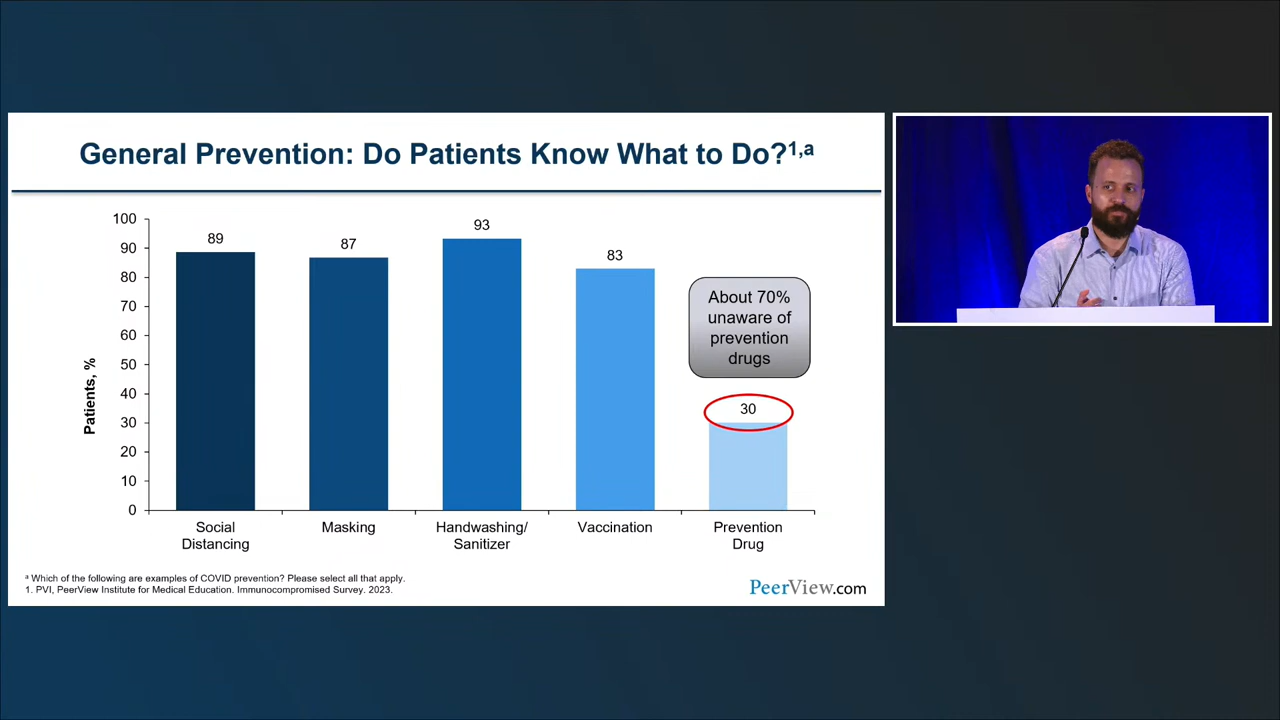 General Prevention: Do Patients Know What to Do?1,a
100
90
80
70
60
50
40
30
20
10
0
Patients, %
89
87
93
83
30
About 70%
unaware of
prevention
drugs
Social
Distancing
Masking
Handwashing/
Sanitizer
Vaccination
Prevention
Drug
a Which of the following are examples of COVID prevention? Please select all that apply.
1. PVI, PeerView Institute for Medical Education. Immunocompromised Survey. 2023.
PeerView.com